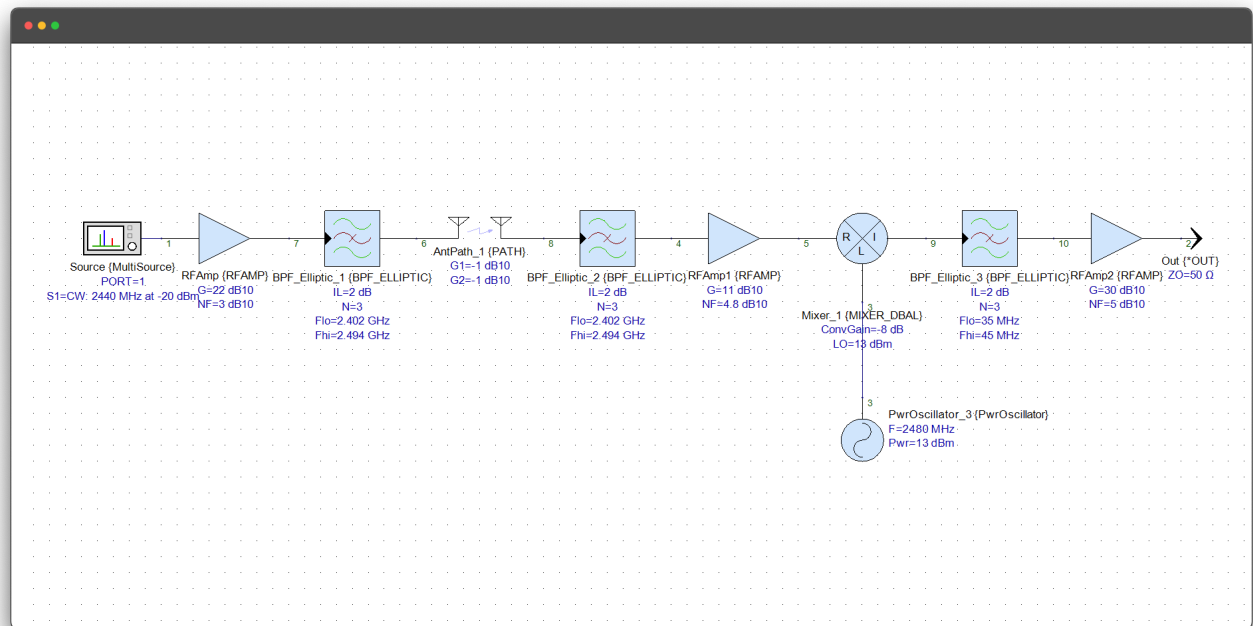 1
7
6
8
4
5
9
10
2
Source {MultiSource}
PORT=1
S1=CW: 2440 MHz at -20 dBm
RFAmp {RFAMP}
G=22 dB10
NF=3 dB10
BPF_Elliptic_1 {BPF_ELLIPTIC}
IL=2 dB
N=3
Flo=2.402 GHz
Fhi=2.494 GHz
AntPath_1 {PATH}
G1=-1 dB10
G2=-1 dB10
BPF_Elliptic_2 {BPF_ELLIPTIC}
IL=2 dB
N=3
Flo=2.402 GHz
Fhi=2.494 GHz
RFAmp1 {RFAMP}
G=11 dB10
NF=4.8 dB10
R I
L
3
Mixer_1 {MIXER_DBAL}
ConvGain=-8 dB
LO=13 dBm
BPF_Elliptic_3 {BPF_ELLIPTIC}
IL=2 dB
N=3
Flo=35 MHz
Fhi=45 MHz
RFAmp2 {RFAMP}
G=30 dB10
NF=5 dB10
Out {*OUT}
ZO=50 Ω
3
PwrOscillator_3 {PwrOscillator}
F=2480 MHz
Pwr=13 dBm